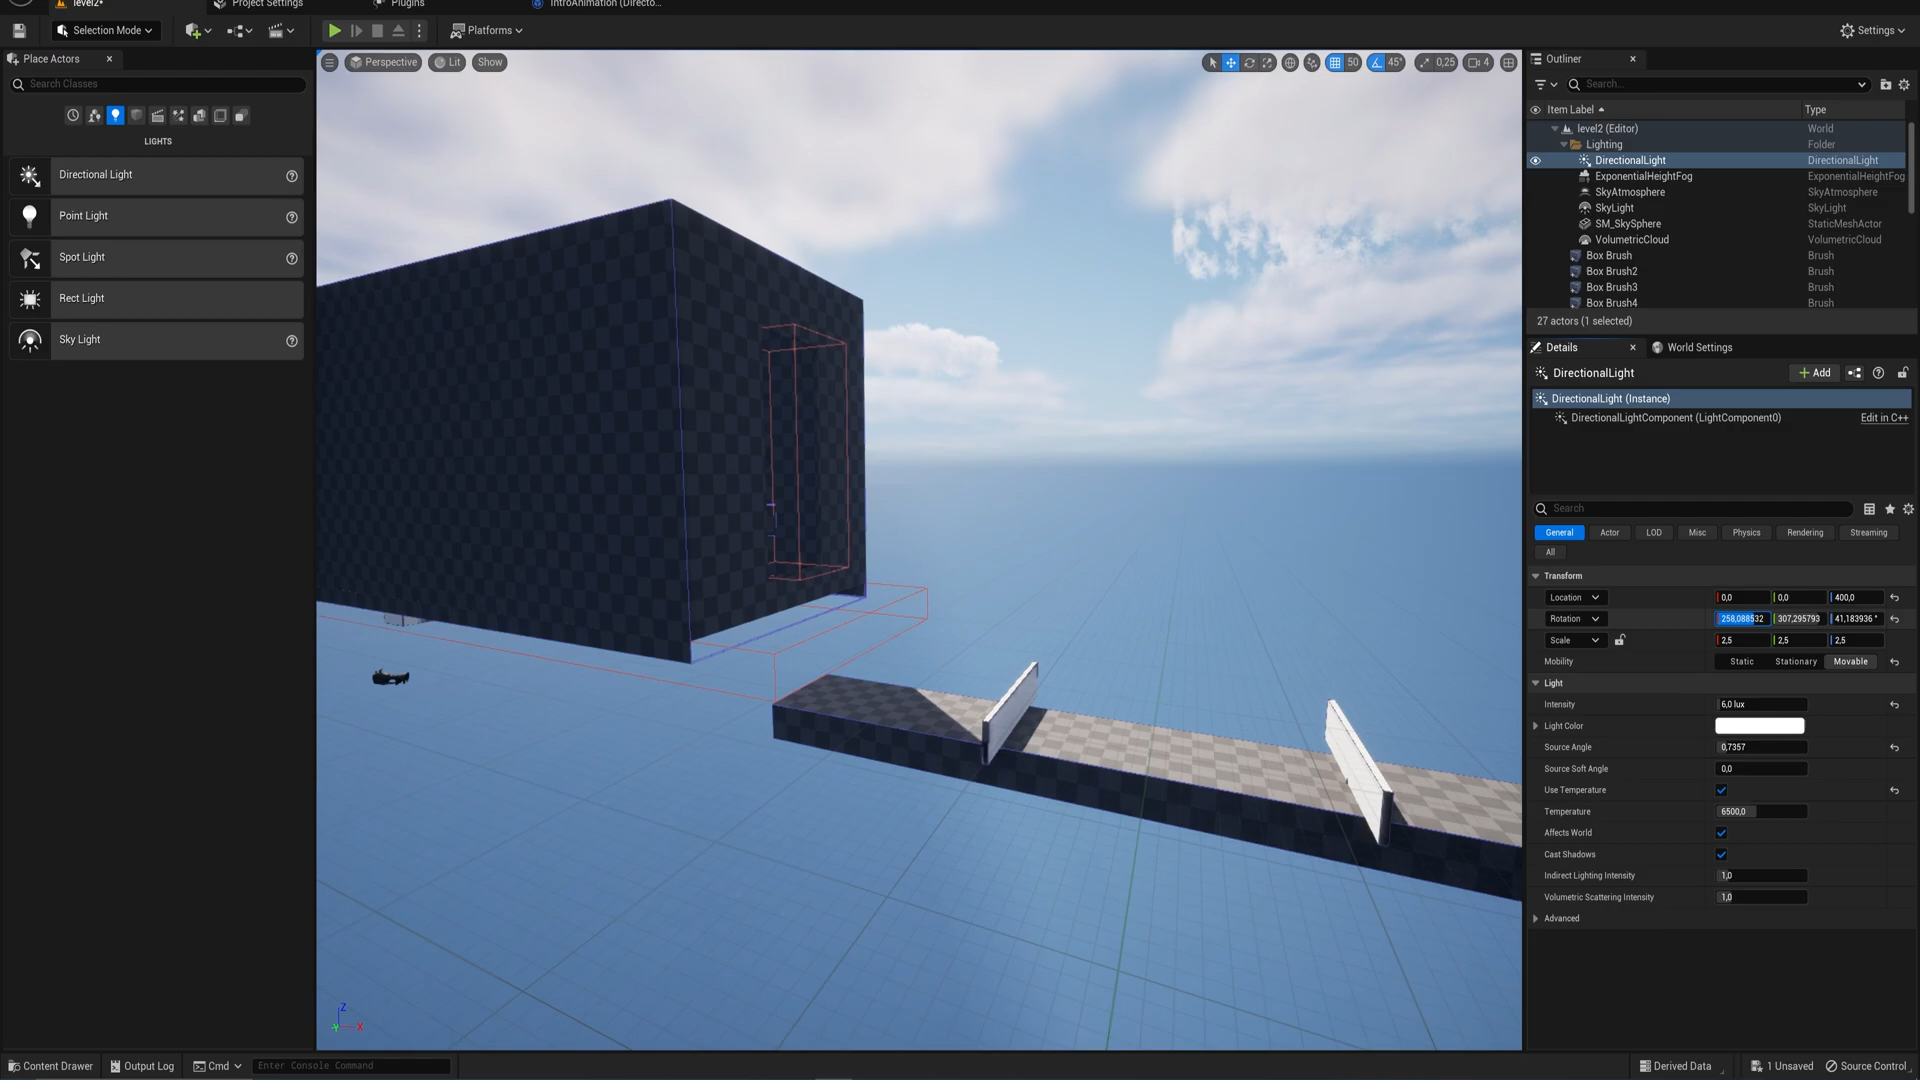 level2*
Project Settings
Plugins
IntroAnimation (Directo...
Selection Mode
Platforms
Settings
Place Actors
Search Classes
LIGHTS
Directional Light
Point Light
Spot Light
Rect Light
Sky Light
Perspective
Lit
Show
50
45°
0,25
4
Outliner
Search...
Item Label
Type
level2 (Editor)
World
Lighting
Folder
DirectionalLight
DirectionalLight
ExponentialHeightFog
ExponentialHeightFog
SkyAtmosphere
SkyAtmosphere
SkyLight
SkyLight
SM_SkySphere
StaticMeshActor
VolumetricCloud
VolumetricCloud
Box Brush
Brush
Box Brush2
Brush
Box Brush3
Brush
Box Brush4
Brush
27 actors (1 selected)
Details
World Settings
DirectionalLight
Add
DirectionalLight (Instance)
DirectionalLightComponent (LightComponent0)
Edit in C++
Search
General
Actor
LOD
Misc
Physics
Rendering
Streaming
All
Transform
Location
0,0
0,0
400,0
Rotation
258,088532
307,295793
41,183936 °
Scale
2,5
2,5
2,5
Mobility
Static
Stationary
Movable
Light
Intensity
6,0 lux
Light Color
Source Angle
0,7357
Source Soft Angle
0,0
Use Temperature
Temperature
6500,0
Affects World
Cast Shadows
Indirect Lighting Intensity
1,0
Volumetric Scattering Intensity
1,0
Advanced
Z
Y
X
Content Drawer
Output Log
Cmd
Enter Console Command
Derived Data
1 Unsaved
Source Control